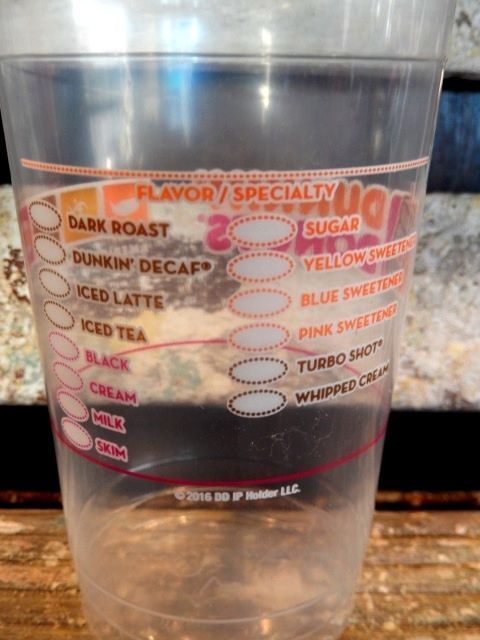 FLAVOR / SPECIALTY
DARK ROAST
DUNKIN' DECAF®
ICED LATTE
ICED TEA
BLACK
CREAM
MILK
SKIM
SUGAR
YELLOW SWEETENER
BLUE SWEETENER
PINK SWEETENER
TURBO SHOT®
WHIPPED CREAM
© 2016 DD IP Holder LLC.